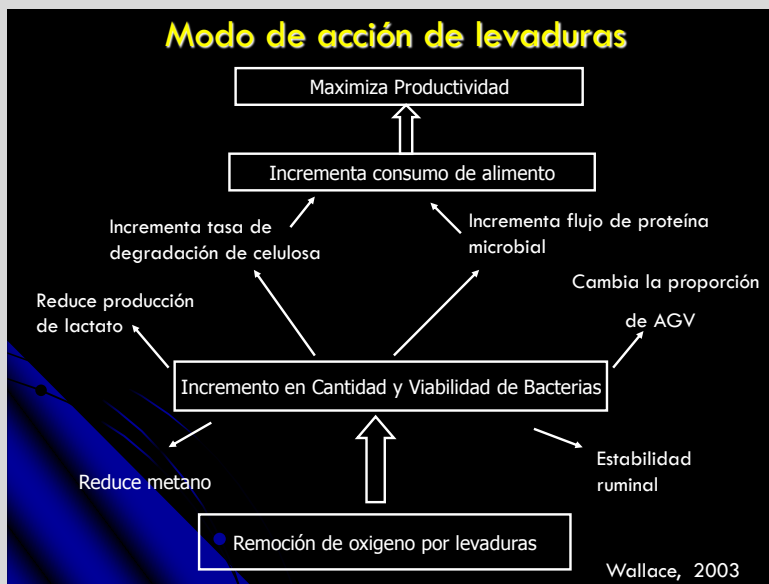 Modo de acción de levaduras
Maximiza Productividad
Incrementa consumo de alimento
Incrementa tasa de
degradación de celulosa
Incrementa flujo de proteína
microbial
Reduce producción
de lactato
Cambia la proporción
de AGV
Incremento en Cantidad y Viabilidad de Bacterias
Reduce metano
Estabilidad
ruminal
Remoción de oxigeno por levaduras
Wallace, 2003